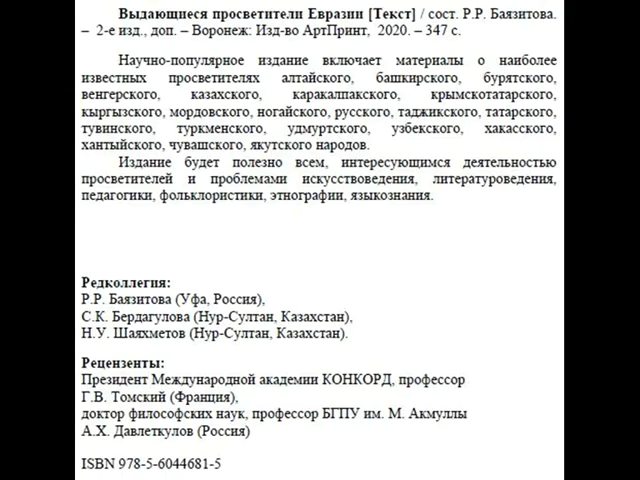 Выдающиеся просветители Евразии [Текст] / сост. Р.Р. Баязитова.
– 2-е изд., доп. – Воронеж: Изд-во АртПринт, 2020. – 347 с.
Научно-популярное издание включает материалы о наиболее
известных просветителях алтайского, башкирского, бурятского,
венгерского, казахского, каракалпакского, крымскотатарского,
кыргызского, мордовского, ногайского, русского, таджикского, татарского,
тувинского, туркменского, удмуртского, узбекского, хакасского,
хантыйского, чувашского, якутского народов.
Издание будет полезно всем, интересующимся деятельностью
просветителей и проблемами искусствоведения, литературоведения,
педагогики, фольклористики, этнографии, языкознания.
Редколлегия:
Р.Р. Баязитова (Уфа, Россия),
С.К. Бердагулова (Нур-Султан, Казахстан),
Н.У. Шаяхметов (Нур-Султан, Казахстан).
Рецензенты:
Президент Международной академии КОНКОРД, профессор
Г.В. Томский (Франция),
доктор философских наук, профессор БГПУ им. М. Акмуллы
А.Х. Давлеткулов (Россия)
ISBN 978-5-6044681-5